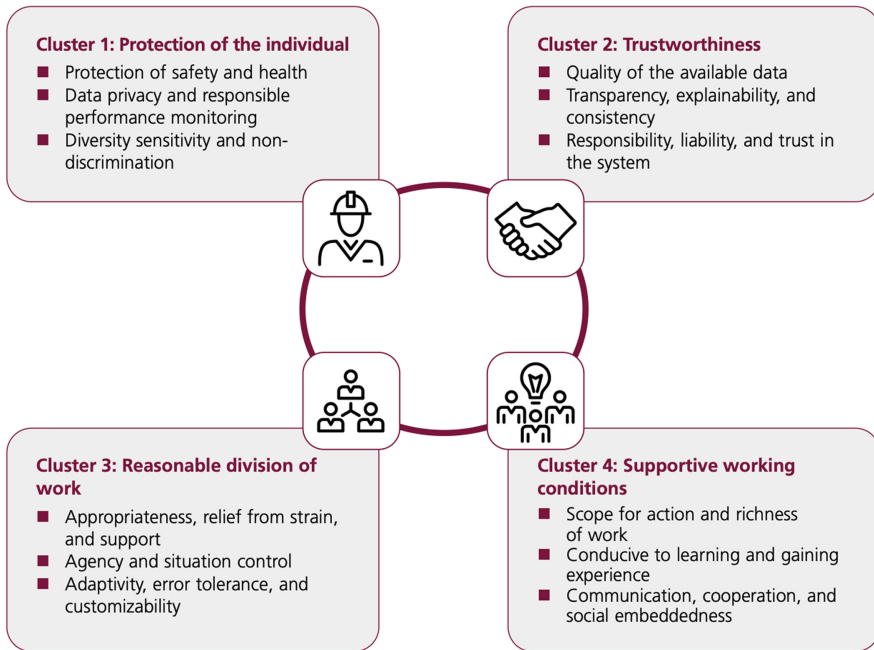 Cluster 1: Protection of the individual
Protection of safety and health
Data privacy and responsible
performance monitoring
Diversity sensitivity and non-
discrimination
Cluster 2: Trustworthiness
Quality of the available data
Transparency, explainability, and
consistency
Responsibility, liability, and trust in
the system
Cluster 3: Reasonable division of
work
Appropriateness, relief from strain,
and support
Agency and situation control
Adaptivity, error tolerance, and
customizability
Cluster 4: Supportive working
conditions
Scope for action and richness
of work
Conducive to learning and gaining
experience
Communication, cooperation, and
social embeddedness